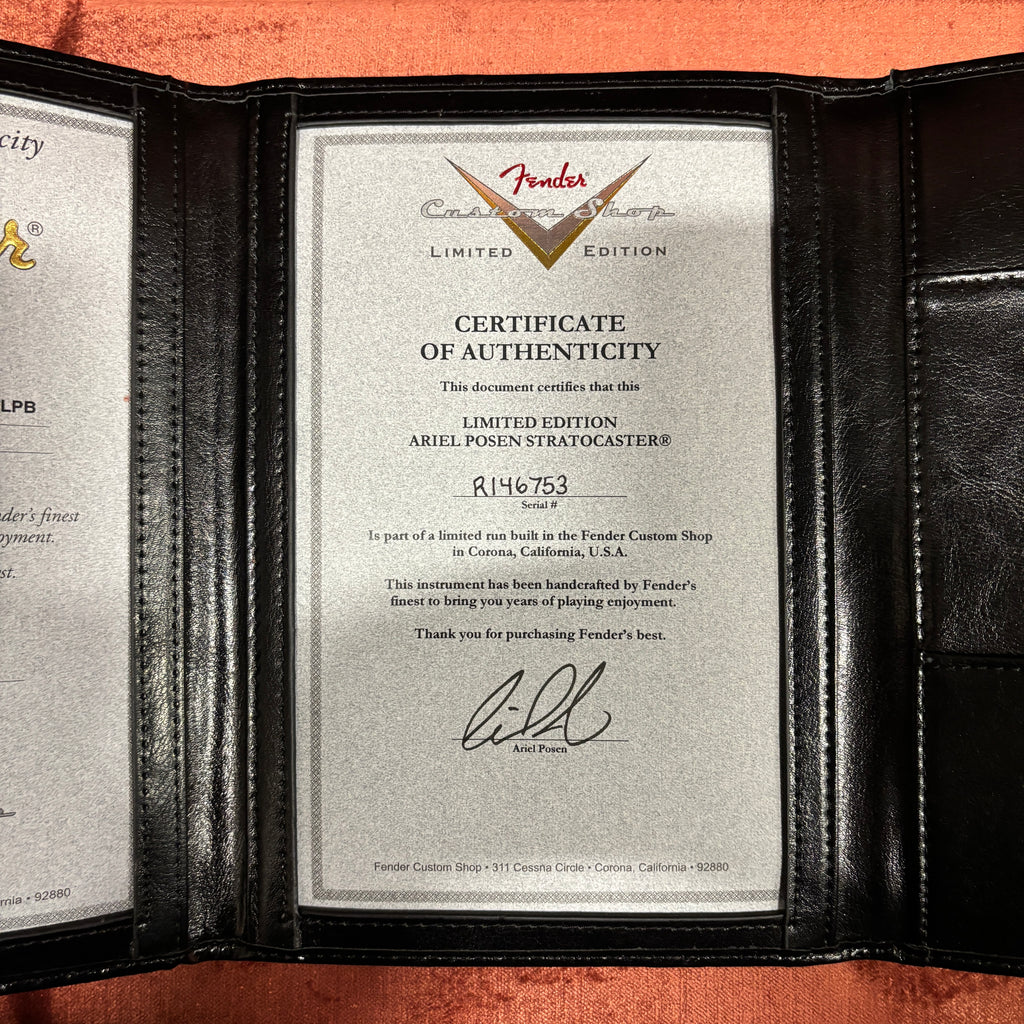 city
r®
LPB
der's finest
oyment.
st.
rnia • 92880
Fender®
Custom Shop
LIMITED EDITION
CERTIFICATE
OF AUTHENTICITY
This document certifies that this
LIMITED EDITION
ARIEL POSEN STRATOCASTER®
R146753
Serial #
Is part of a limited run built in the Fender Custom Shop
in Corona, California, U.S.A.
This instrument has been handcrafted by Fender's
finest to bring you years of playing enjoyment.
Thank you for purchasing Fender's best.
Ariel Posen
Fender Custom Shop • 311 Cessna Circle • Corona, California • 92880